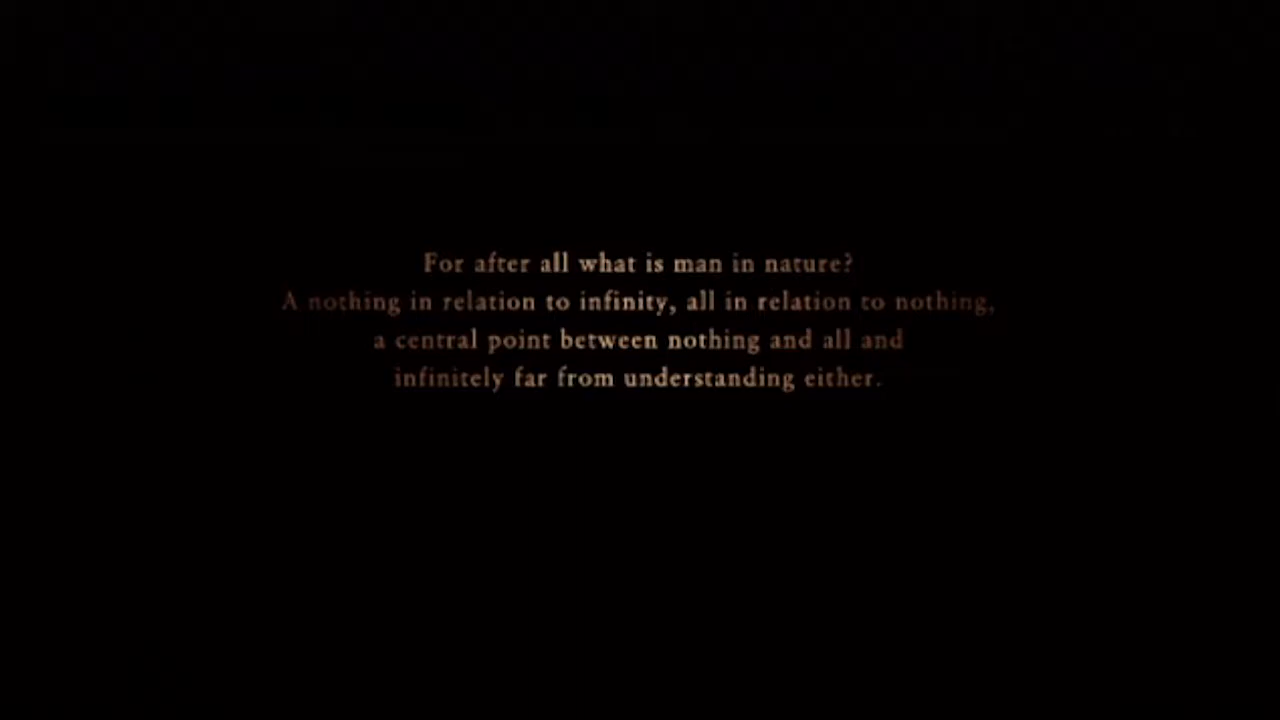 For after all what is man in nature?
A nothing in relation to infinity, all in relation to nothing,
a central point between nothing and all and
infinitely far from understanding either.